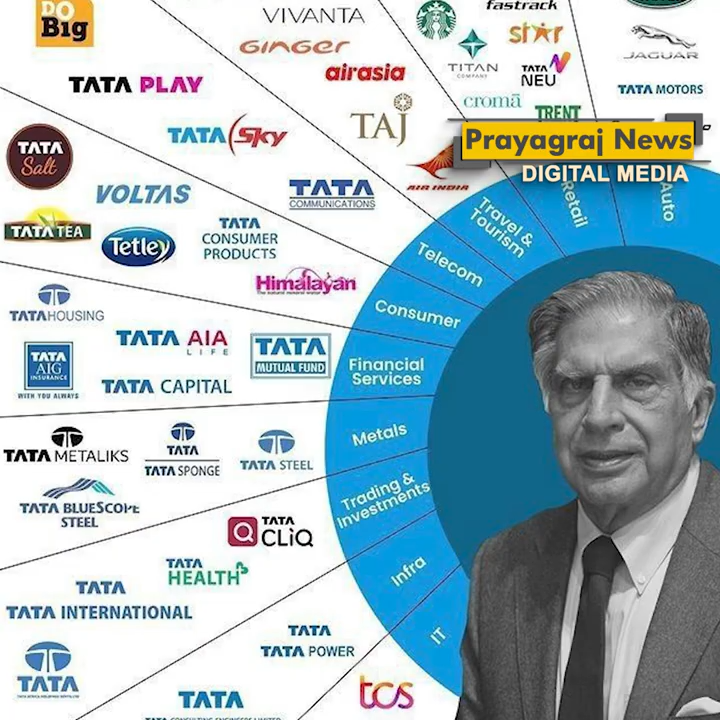 DO
Big
VIVANTA
GINGER
airasia
TAJ
TATA PLAY
TATA Sky
fastrack
STAR
TITAN
COMPANY
TATA
NEU
cromā
TRENT
AIR INDIA
JAGUAR
TATA MOTORS
Prayagraj News
DIGITAL MEDIA
TATA
Salt
VOLTAS
TATA
COMMUNICATIONS
TATA TEA
Tetley
TATA
CONSUMER
PRODUCTS
Himalayan
TATA HOUSING
TATA AIA
LIFE
TATA
MUTUAL FUND
TATA
AIG
INSURANCE
WITH YOU ALWAYS
TATA CAPITAL
TATA METALIKS
TATA
TATA SPONGE
TATA STEEL
TATA BLUESCOPE
STEEL
TATA
CLiQ
TATA
HEALTH
TATA
TATA INTERNATIONAL
TATA
TATA POWER
TATA
TATA
tcs
Auto
Retail
Travel &
Tourism
Telecom
Consumer
Financial
Services
Metals
Trading &
Investments
Infra
IT